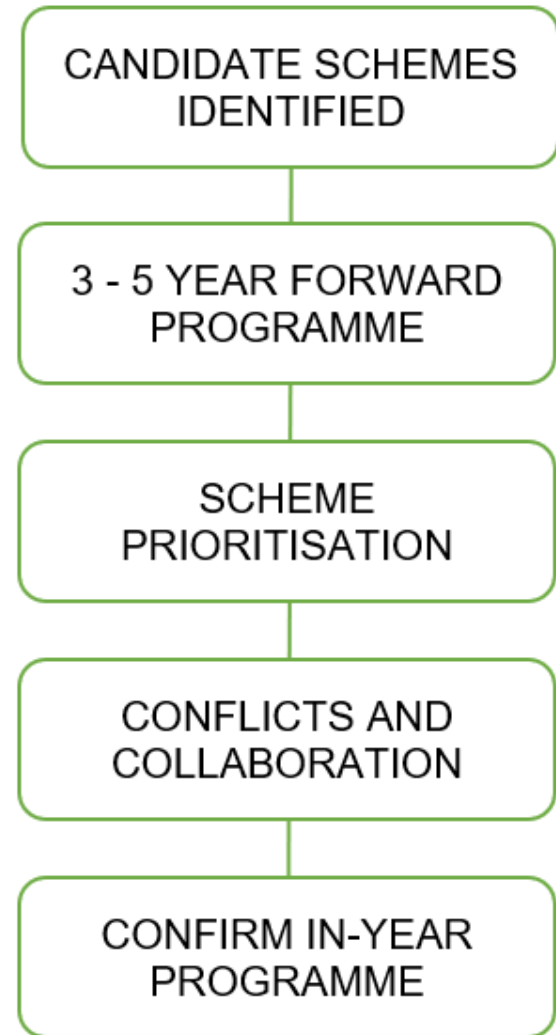 CANDIDATE SCHEMES
IDENTIFIED
3 - 5 YEAR FORWARD
PROGRAMME
SCHEME
PRIORITISATION
CONFLICTS AND
COLLABORATION
CONFIRM IN-YEAR
PROGRAMME